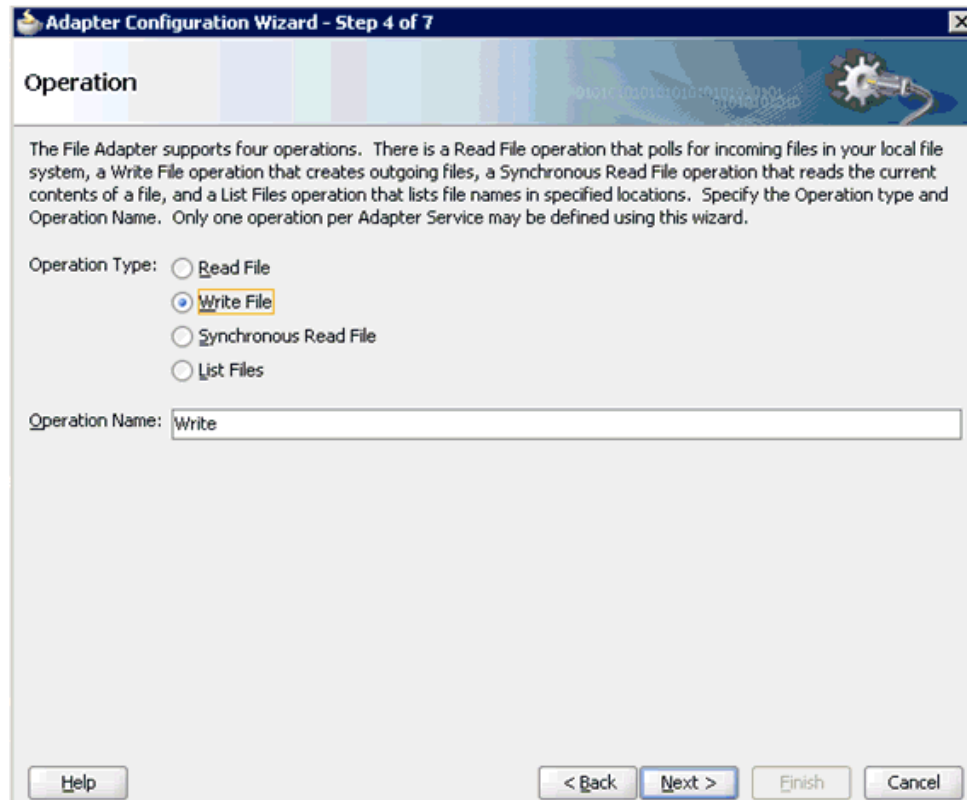 Adapter Configuration Wizard - Step 4 of 7
Operation
The File Adapter supports four operations. There is a Read File operation that polls for incoming files in your local file
system, a Write File operation that creates outgoing files, a Synchronous Read File operation that reads the current
contents of a file, and a List Files operation that lists file names in specified locations. Specify the Operation type and
Operation Name. Only one operation per Adapter Service may be defined using this wizard.
Operation Type: Read File
Write File
Synchronous Read File
List Files
Operation Name: Write
Help < Back Next > Finish Cancel